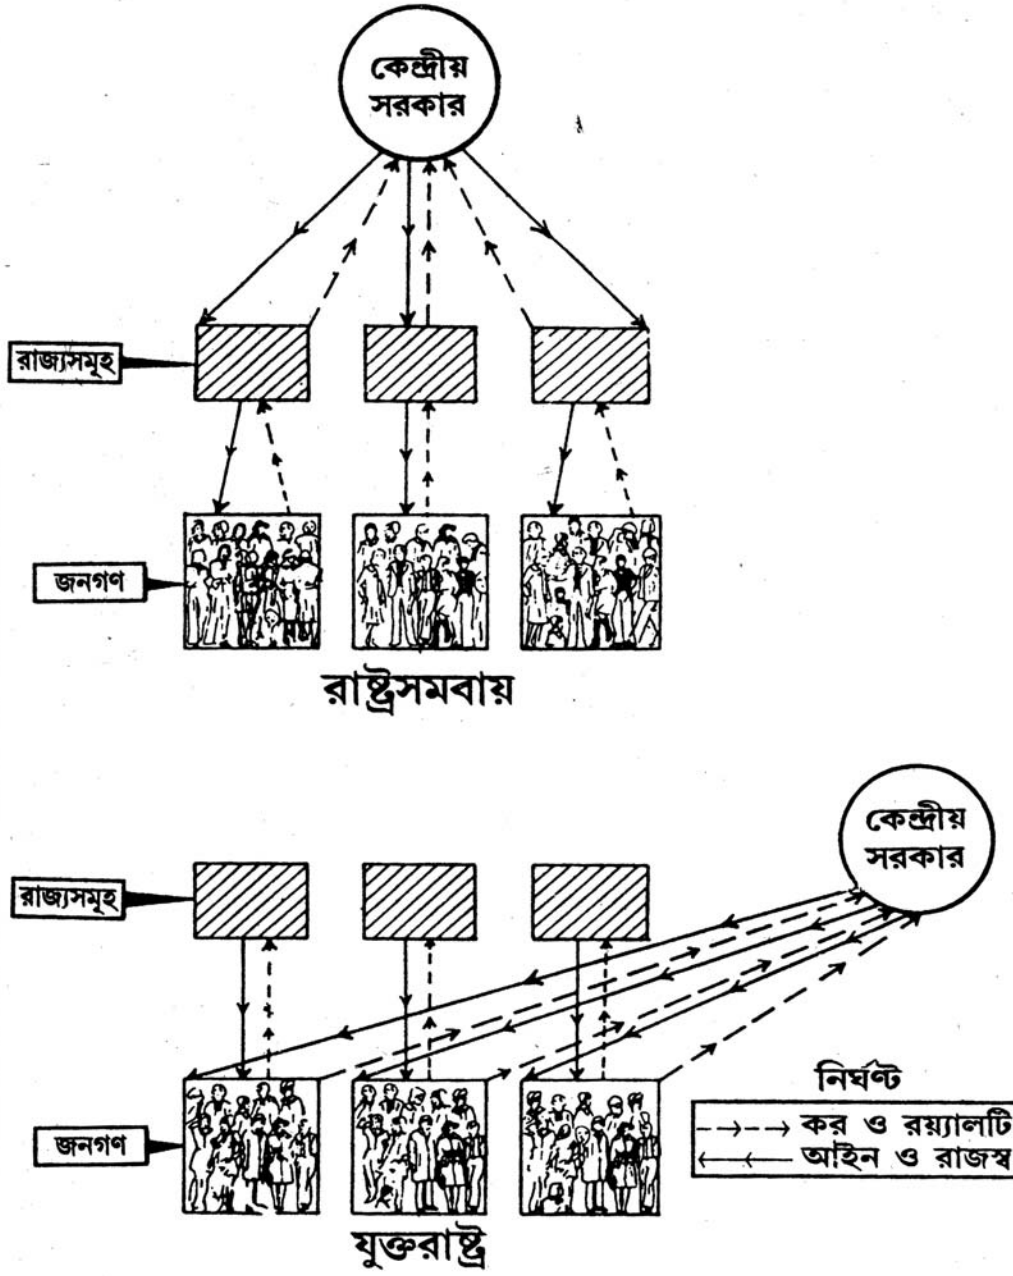 কেন্দ্রীয়
সরকার
রাজ্যসমূহ
জনগণ
রাষ্ট্রসমবায়
কেন্দ্রীয়
সরকার
রাজ্যসমূহ
জনগণ
নির্ঘণ্ট
কর ও রয়্যালটি
আইন ও রাজস্ব
যুক্তরাষ্ট্র